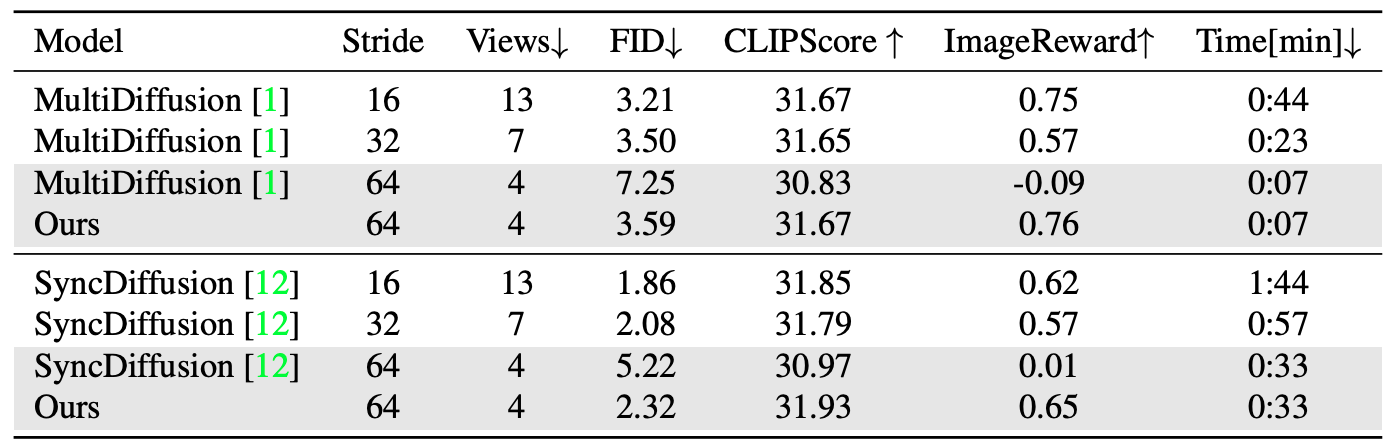 Model Stride Views↓ FID↓ CLIPScore ↑ ImageReward↑ Time[min]↓
MultiDiffusion [1] 16 13 3.21 31.67 0.75 0:44
MultiDiffusion [1] 32 7 3.50 31.65 0.57 0:23
MultiDiffusion [1] 64 4 7.25 30.83 -0.09 0:07
Ours 64 4 3.59 31.67 0.76 0:07
SyncDiffusion [12] 16 13 1.86 31.85 0.62 1:44
SyncDiffusion [12] 32 7 2.08 31.79 0.57 0:57
SyncDiffusion [12] 64 4 5.22 30.97 0.01 0:33
Ours 64 4 2.32 31.93 0.65 0:33